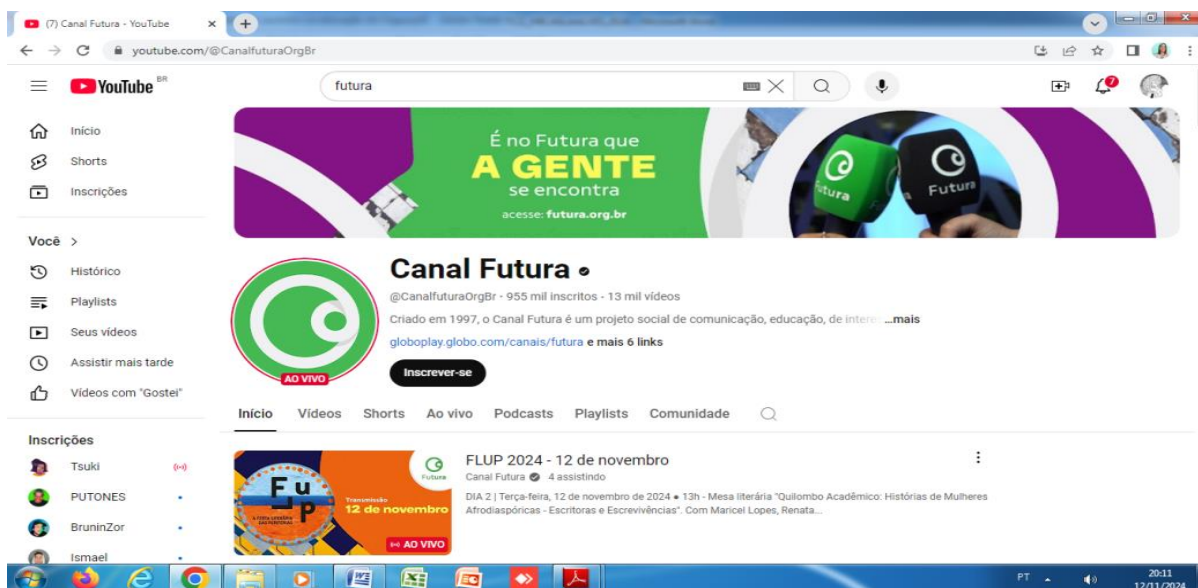 (7) Canal Futura - YouTube
youtube.com/@CanalfuturaOrgBr
YouTube BR
futura
7
Início
Shorts
Inscrições
Você >
Histórico
Playlists
Seus vídeos
Assistir mais tarde
Vídeos com "Gostei"
Inscrições
Tsuki
PUTONES
BruninZor
Ismael
É no Futura que
A GENTE
se encontra
acesse: futura.org.br
futura
Futura
AO VIVO
Canal Futura
@CanalfuturaOrgBr - 955 mil inscritos - 13 mil vídeos
Criado em 1997, o Canal Futura é um projeto social de comunicação, educação, de ...mais
globoplay.globo.com/canais/futura e mais 6 links
Inscrever-se
Início Vídeos Shorts Ao vivo Podcasts Playlists Comunidade
Futura
Transmissão
12 de novembro
AO VIVO
FLUP 2024 - 12 de novembro
Canal Futura 4 assistindo
DIA 2 | Terça-feira, 12 de novembro de 2024 • 13h - Mesa literária "Quilombo Acadêmico: Histórias de Mulheres
Afrodiaspóricas - Escritoras e Escrevivências". Com Maricel Lopes, Renata...
PT
20:11
12/11/2024